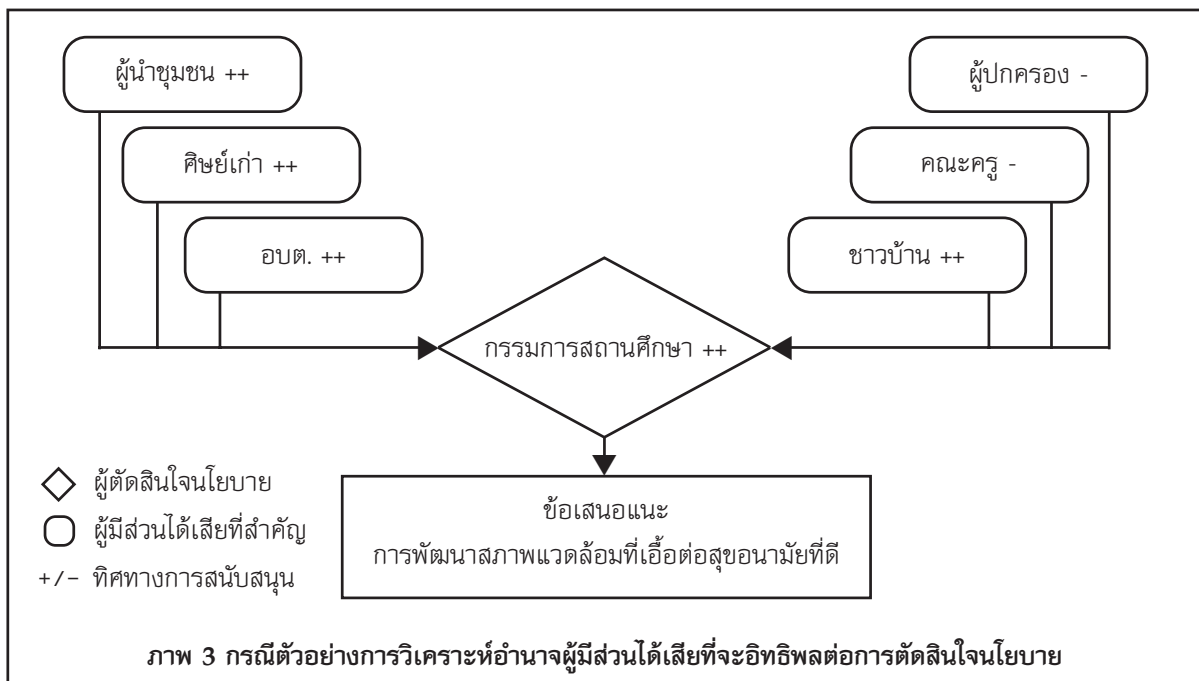 ผู้นำชุมชน ++
ผู้ปกครอง -
ศิษย์เก่า ++
คณะครู -
อบต. ++
ชาวบ้าน ++
กรรมการสถานศึกษา ++
ผู้ตัดสินใจนโยบาย
ผู้มีส่วนได้เสียที่สำคัญ
+/- ทิศทางการสนับสนุน
ข้อเสนอแนะ
การพัฒนาสภาพแวดล้อมที่เอื้อต่อสุขอนามัยที่ดี
ภาพ 3 กรณีตัวอย่างการวิเคราะห์อำนาจผู้มีส่วนได้เสียที่จะอิทธิพลต่อการตัดสินใจนโยบาย